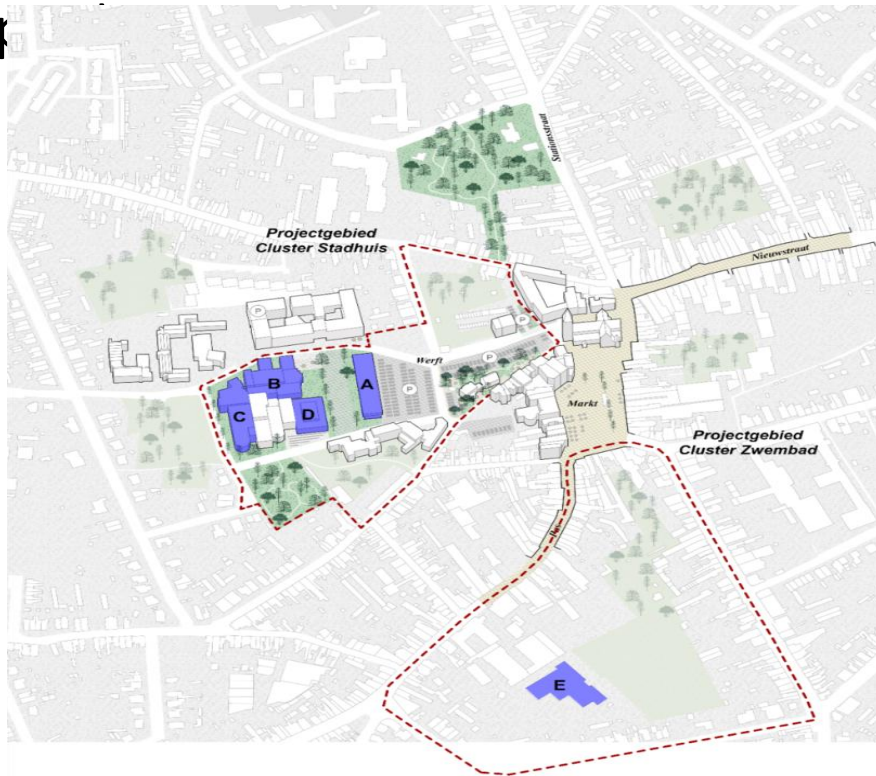 Stationsstraat
Projectgebied
Cluster Stadhuis
Nieuwstraat
P
P
P
Werft
P
A
B
Markt
C
D
Projectgebied
Cluster Zwembad
E